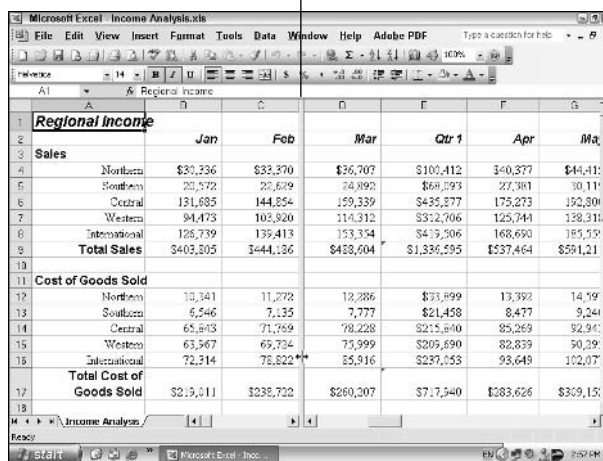 Microsoft Excel - Income Analysis.xls
File Edit View Insert Format Tools Data Window Help Adobe PDF Type a question for help
100%
Helvetica 14 B I U $ %
A1 fx Regional Income
A B C D E F G
1 Regional Income
2 Jan Feb Mar Qtr 1 Apr May
3 Sales
4 Northern $30,336 $33,370 $36,707 $100,412 $40,377
5 Southern 20,572 22,629 24,892 $68,093 27,381
6 Central 131,685 144,854 159,339 $435,877 175,273
7 Western 94,473 103,920 114,312 $312,706 125,744
8 International 126,739 139,413 153,354 $419,506 168,690
9 Total Sales $403,805 $444,186 $488,604 $1,336,595 $537,464
10
11 Cost of Goods Sold
12 Northern 10,341 11,272 12,286 $33,899 13,392
13 Southern 6,546 7,135 7,777 $21,458 8,477
14 Central 65,843 71,769 78,228 $215,840 85,269
15 Western 63,967 69,724 75,999 $209,690 82,839
16 International 72,314 78,822 85,916 $237,053 93,649
Total Cost of
17 Goods Sold $219,011 $238,722 $260,207 $717,940 $283,626
18
Income Analysis
Ready
start Microsoft Excel - Inco... EN 2:57 PM